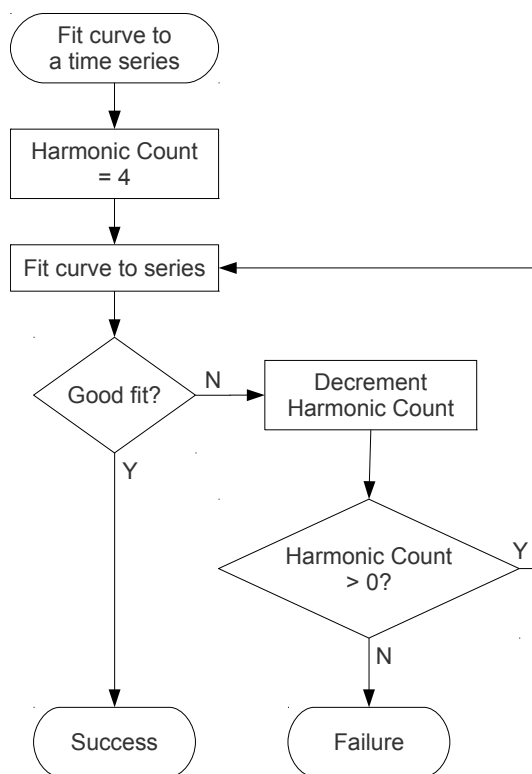 Fit curve to
a time series
Harmonic Count
= 4
Fit curve to series
Good fit?
N
Decrement
Harmonic Count
Y
Harmonic Count
> 0?
Y
N
Success
Failure